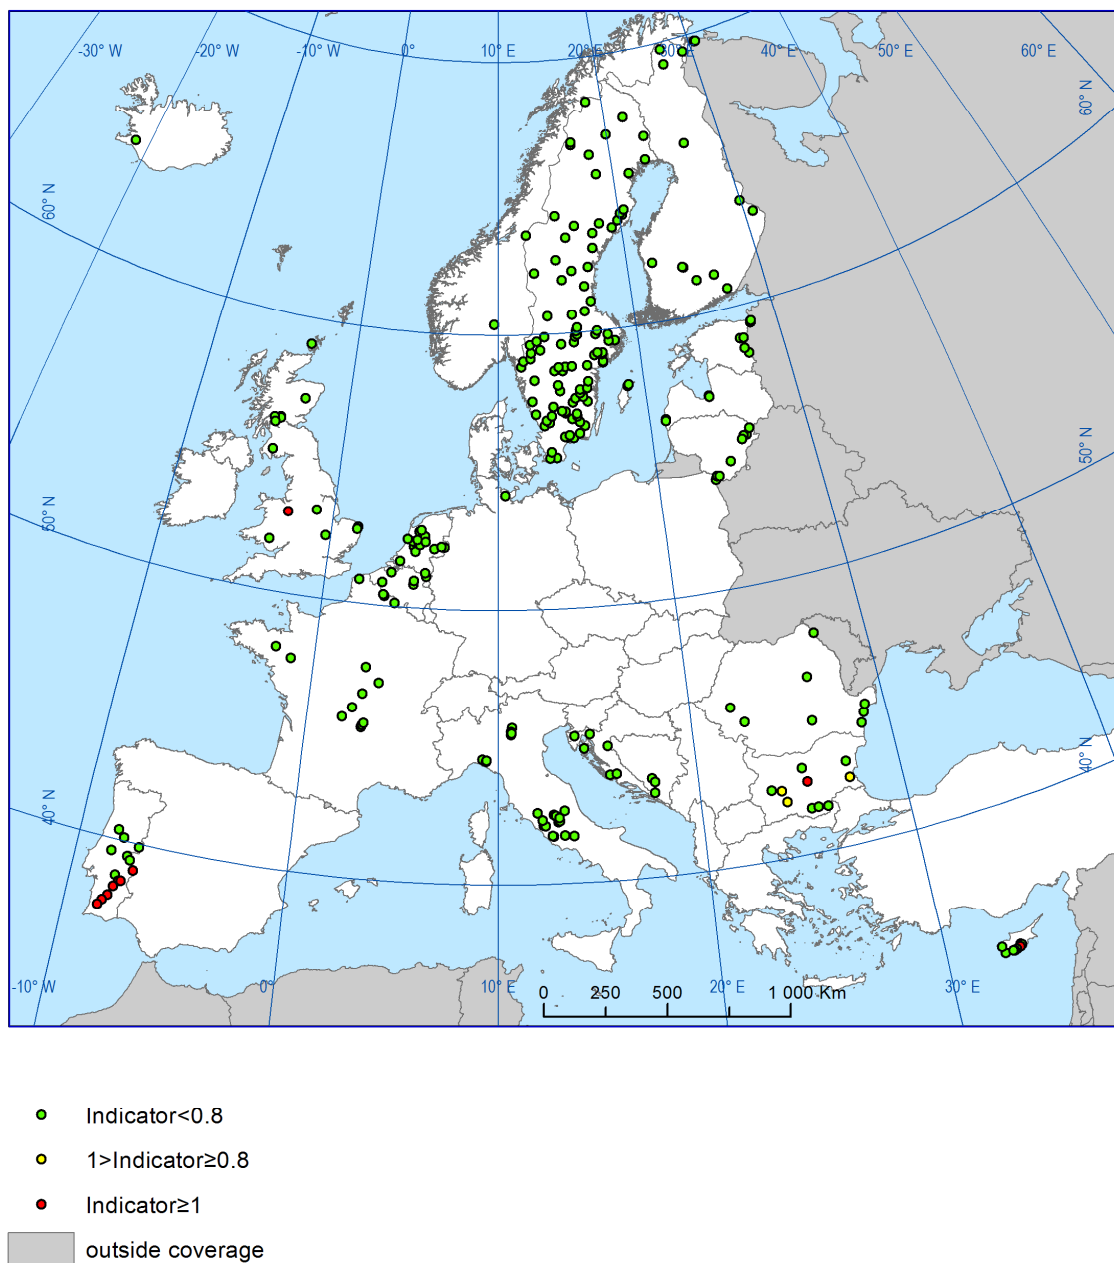 -30° W -20° W -10° W 0° 10° E 20° E 30° E 40° E 50° E 60° E
60° N
60° N
50° N
50° N
40° N
40° N
-10° W 0° 10° E 20° E 30° E
0 250 500 1 000 Km
Indicator<0.8
1>Indicator≥0.8
Indicator≥1
outside coverage